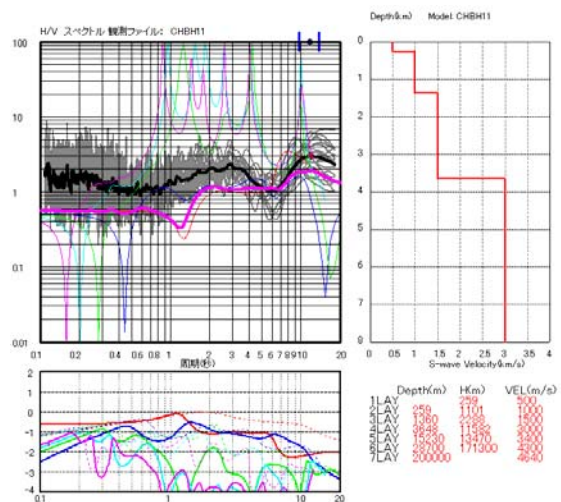 H/V スペクトル 観測ファイル: CHBH11
100
10
1
0.1
0.01
0.1 0.2 0.4 0.6 0.8 1 2 3 4 5 6 7 8 9 10 20
周期(秒)
2
1
0
-1
-2
-3
-4
0.1 1 10 20
Depth(km) Model: CHBH11
0
1
2
3
4
5
6
7
8
0 0.5 1 1.5 2 2.5 3 3.5 4
S-wave Velocity(km/s)
Depth(m) H(m) VEL(m/s)
1LAY 259 500
2LAY 259 1101 1000
3LAY 1360
4LAY 3648
5LAY 15230 13470 3400
6LAY 28700 171300
7LAY 200000 4640